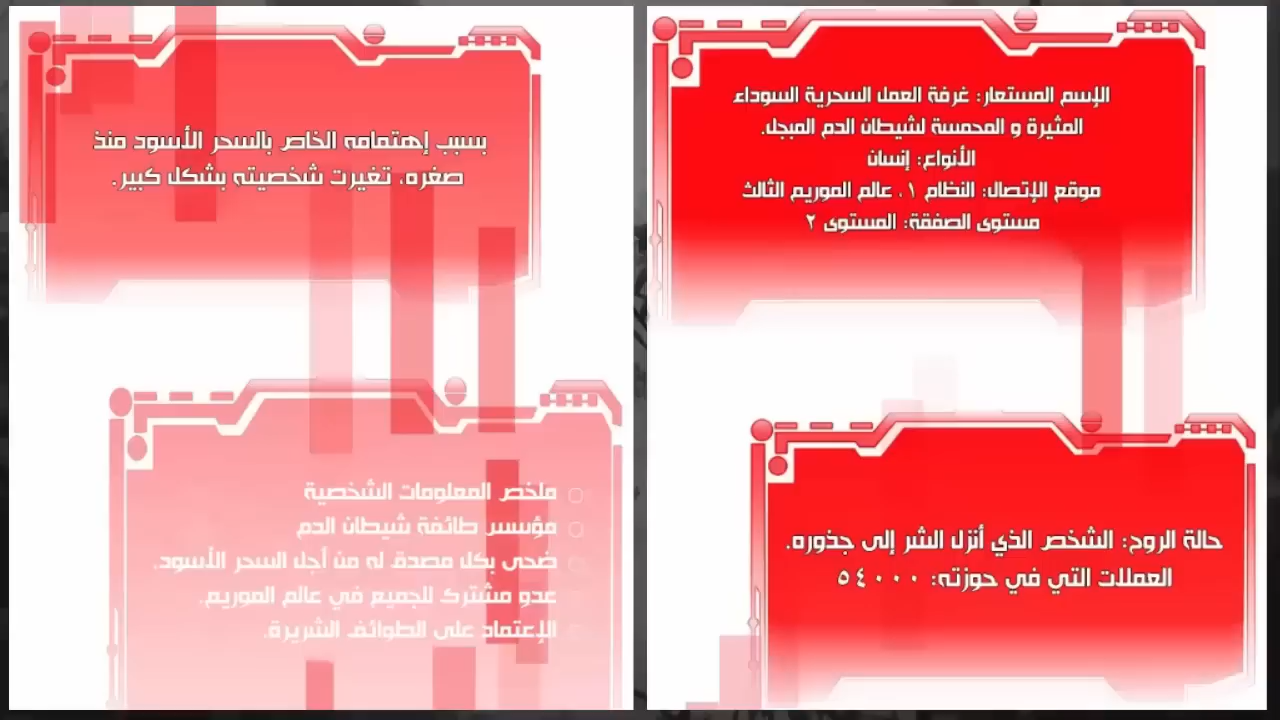 الإسم المستعار: غرفة العمل السحرية السوداء
المثيرة و المحمسة لشيطان الدم المبجل.
الأنواع: إنسان
موقع الإتصال: النظام ١، عالم الموريم الثالث
مستوى الصفقة: المستوى ٢
حالة الروح: الشخص الذي أنزل الشر إلى جذوره.
العملات التي في حوزته: ٥٤٠٠٠
بسبب إهتمامه الخاص بالسحر الأسود منذ
صغره، تغيرت شخصيته بشكل كبير.
ملخص المعلومات الشخصية
مؤسس طائفة شيطان الدم
ضحى بكل مصدق له من أجل السحر الأسود.
عدو مشترك للجميع في عالم الموريم.
الإعتماد على الطوائف الشريرة.